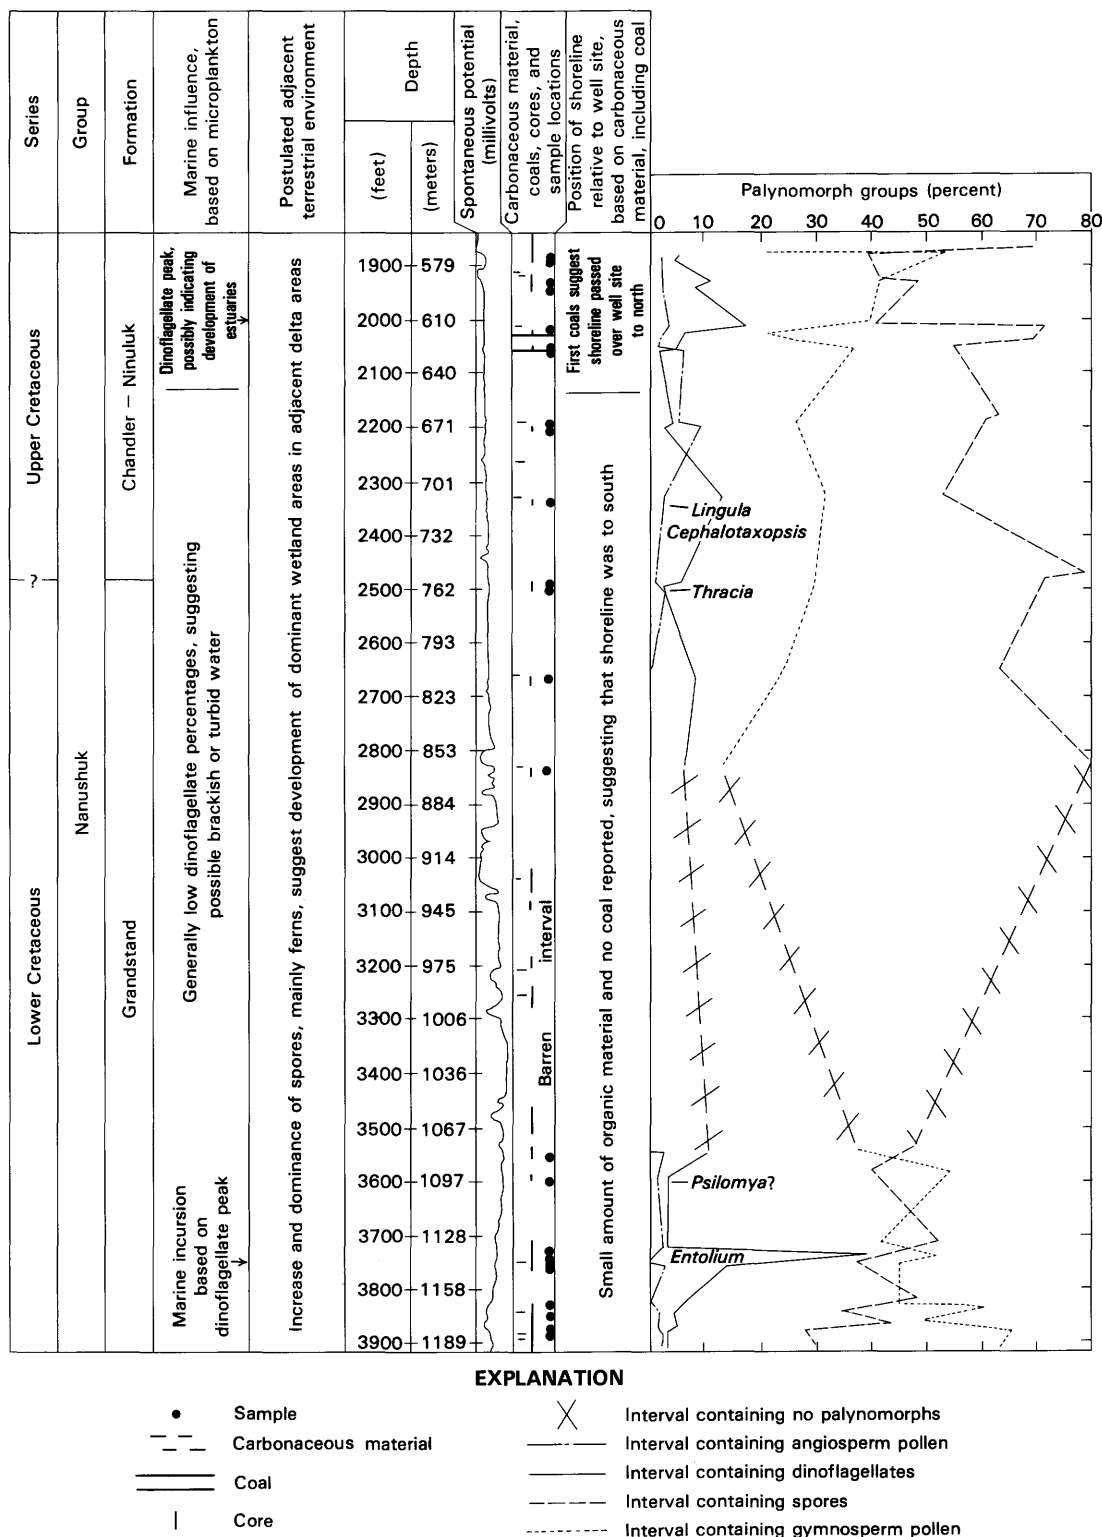 Series
Group
Formation
Marine influence,
based on microplankton
Postulated adjacent
terrestrial environment
Depth
(feet)
(meters)
Spontaneous potential
(millivolts)
Carbonaceous material,
coals, cores, and
sample locations
Position of shoreline
relative to well site,
based on carbonaceous
material, including coal
Palynomorph groups (percent)
0 10 20 30 40 50 60 70 80
Upper Cretaceous
?
Lower Cretaceous
Nanushuk
Chandler – Ninuluk
Grandstand
Dinoflagellate peak,
possibly indicating
development of
estuaries
Generally low dinoflagellate percentages, suggesting
possible brackish or turbid water
Marine incursion
based on
dinoflagellate peak
Increase and dominance of spores, mainly ferns, suggest development of dominant wetland areas in adjacent delta areas
1900 579
2000 610
2100 640
2200 671
2300 701
2400 732
2500 762
2600 793
2700 823
2800 853
2900 884
3000 914
3100 945
3200 975
3300 1006
3400 1036
3500 1067
3600 1097
3700 1128
3800 1158
3900 1189
Barren interval
First coals suggest
shoreline passed
over well site
to north
Small amount of organic material and no coal reported, suggesting that shoreline was to south
Lingula
Cephalotaxopsis
Thracia
Psilomya?
Entolium
EXPLANATION
Sample
Carbonaceous material
Coal
Core
Interval containing no palynomorphs
Interval containing angiosperm pollen
Interval containing dinoflagellates
Interval containing spores
Interval containing gymnosperm pollen